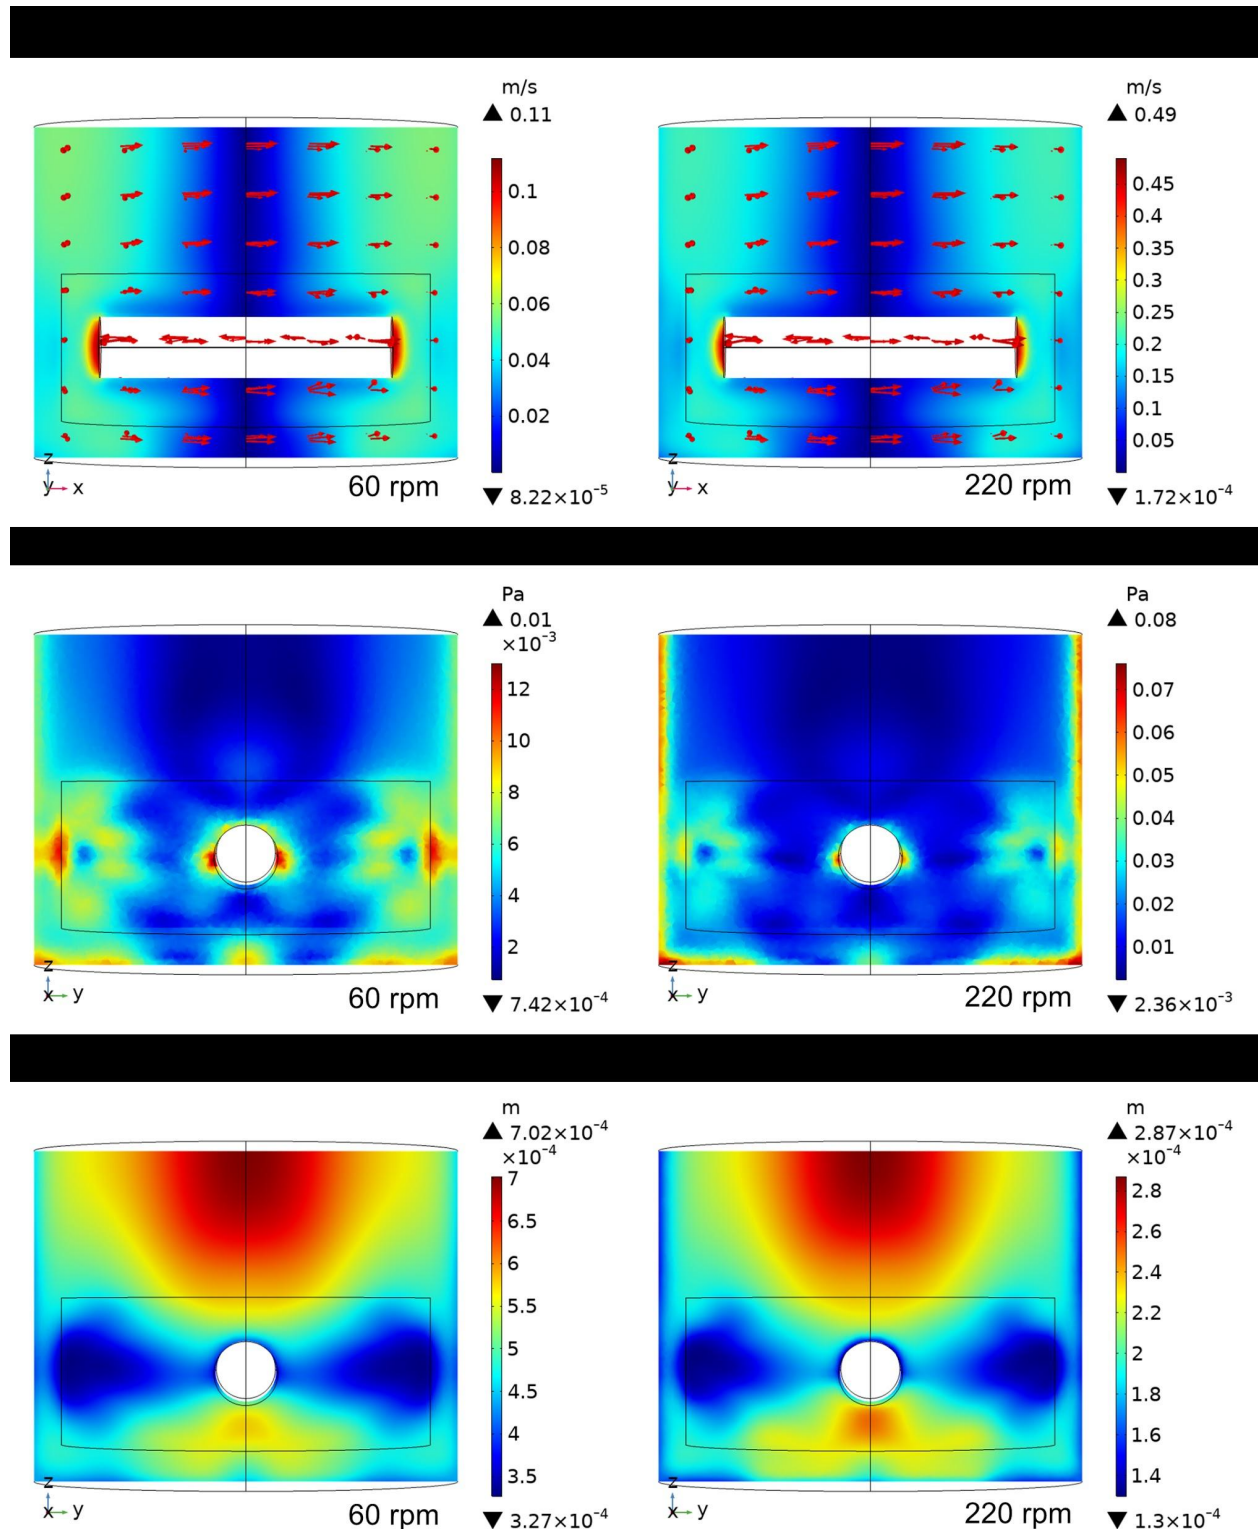 m/s
▲ 0.11
0.1
0.08
0.06
0.04
0.02
▼ 8.22×10⁻⁵
z
y x
60 rpm
m/s
▲ 0.49
0.45
0.4
0.35
0.3
0.25
0.2
0.15
0.1
0.05
▼ 1.72×10⁻⁴
z
y x
220 rpm
Pa
▲ 0.01
×10⁻³
12
10
8
6
4
2
▼ 7.42×10⁻⁴
z
x y
60 rpm
Pa
▲ 0.08
0.07
0.06
0.05
0.04
0.03
0.02
0.01
▼ 2.36×10⁻³
z
x y
220 rpm
m
▲ 7.02×10⁻⁴
×10⁻⁴
7
6.5
6
5.5
5
4.5
4
3.5
▼ 3.27×10⁻⁴
z
x y
60 rpm
m
▲ 2.87×10⁻⁴
×10⁻⁴
2.8
2.6
2.4
2.2
2
1.8
1.6
1.4
▼ 1.3×10⁻⁴
z
x y
220 rpm